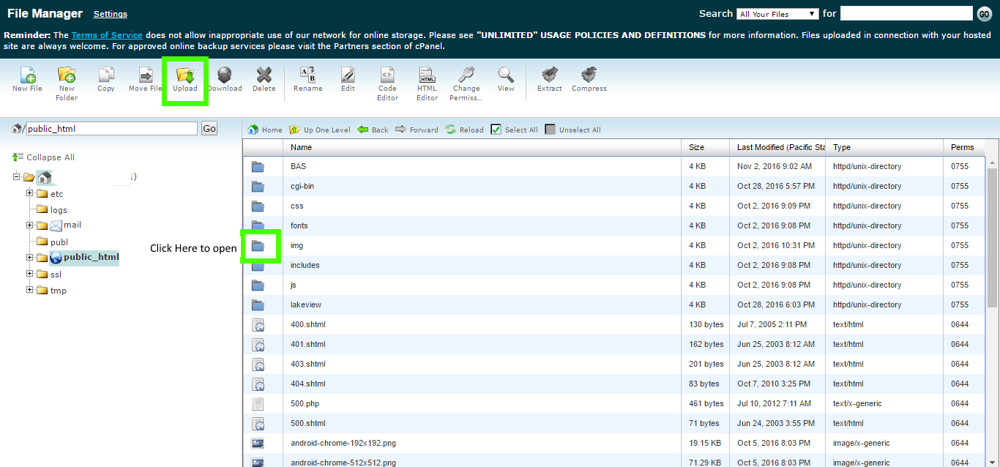 File Manager Settings Search All Your Files for GO
Reminder: The Terms of Service does not allow inappropriate use of our network for online storage. Please see "UNLIMITED" USAGE POLICIES AND DEFINITIONS for more information. Files uploaded in connection with your hosted
site are always welcome. For approved online backup services please visit the Partners section of cPanel.
New File
New
Folder
Copy
Move File
Upload
Download
Delete
Rename
Edit
Code
Editor
HTML
Editor
Change
Permiss...
View
Extract
Compress
/ public_html Go
Collapse All
)
etc
logs
mail
publ
public_html
ssl
tmp
Click Here to open
Home Up One Level Back Forward Reload Select All Unselect All
Name Size Last Modified (Pacific Sta Type Perms
BAS 4 KB Nov 2, 2016 9:02 AM httpd/unix-directory 0755
cgi-bin 4 KB Oct 28, 2016 5:57 PM httpd/unix-directory 0755
css 4 KB Oct 2, 2016 9:09 PM httpd/unix-directory 0755
fonts 4 KB Oct 2, 2016 9:08 PM httpd/unix-directory 0755
img 4 KB Oct 2, 2016 10:31 PM httpd/unix-directory 0755
includes 4 KB Oct 2, 2016 9:08 PM httpd/unix-directory 0755
js 4 KB Oct 2, 2016 9:08 PM httpd/unix-directory 0755
lakeview 4 KB Oct 28, 2016 6:03 PM httpd/unix-directory 0755
400.shtml 130 bytes Jul 7, 2005 2:11 PM text/html 0644
401.shtml 162 bytes Jun 25, 2003 8:12 AM text/html 0644
403.shtml 201 bytes Jun 25, 2003 8:12 AM text/html 0644
404.shtml 83 bytes Oct 7, 2010 3:25 PM text/html 0644
500.php 461 bytes Jul 10, 2012 7:11 AM text/x-generic 0644
500.shtml 71 bytes Jun 24, 2003 3:55 PM text/html 0644
android-chrome-192x192.png 19.15 KB Oct 5, 2016 8:03 PM image/x-generic 0644
android-chrome-512x512.png 71.29 KB Oct 5, 2016 8:03 PM image/x-generic 0644